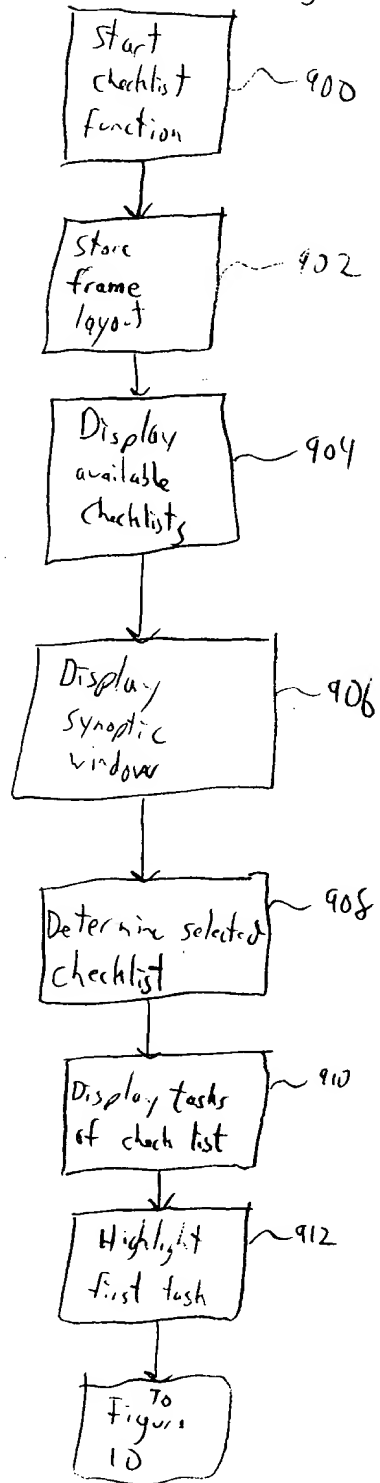 Start
checklist
function
900
Store
frame
layout
902
Display
available
checklists
904
Display
synoptic
window
906
Determine selected
checklist
908
Display tasks
of check list
910
Highlight
first task
912
To
Figure
10